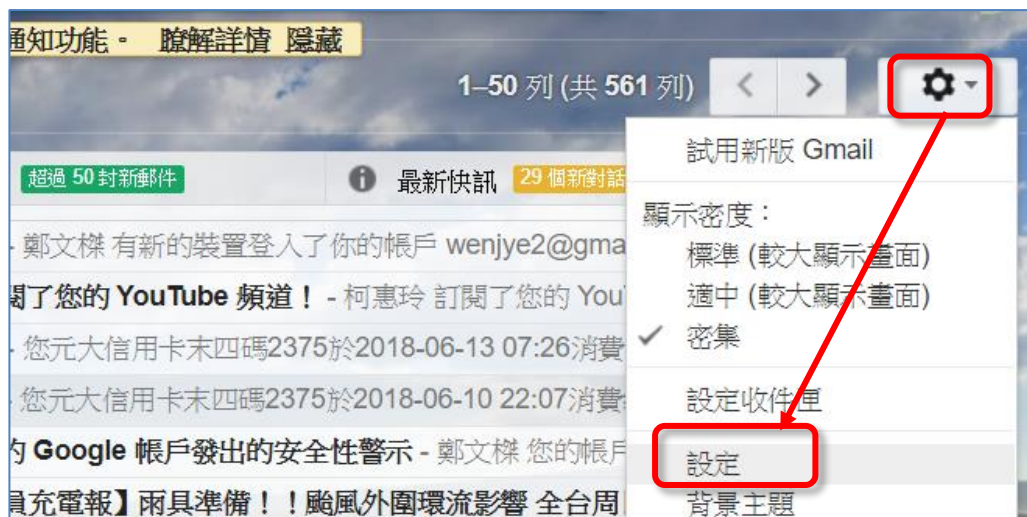 通知功能。 瞭解詳情 隱藏
1–50 列 (共 561 列)
超過 50 封新郵件
最新快訊 29 個新對話
- 鄭文榤 有新的裝置登入了你的帳戶 wenjye2@gma
閱了您的 YouTube 頻道！ - 柯惠玲 訂閱了您的 You
- 您元大信用卡末四碼2375於2018-06-13 07:26消費
- 您元大信用卡末四碼2375於2018-06-10 22:07消費
的 Google 帳戶發出的安全性警示 - 鄭文榤 您的帳戶
員充電報】雨具準備！！颱風外圍環流影響 全台周
試用新版 Gmail
顯示密度：
標準 (較大顯示畫面)
適中 (較大顯示畫面)
✓ 密集
設定收件匣
設定
背景主題